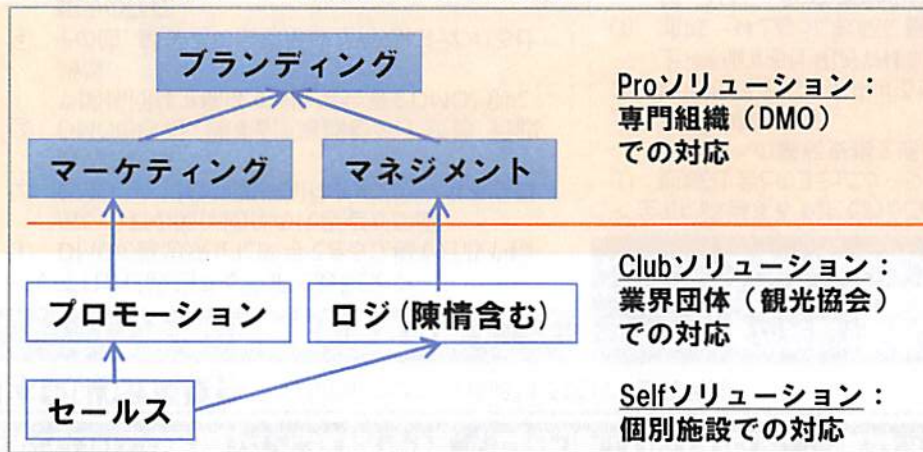 ブランディング
マーケティング
マネジメント
プロモーション
ロジ(陳情含む)
セールス
Proソリューション:
専門組織(DMO)
での対応
Clubソリューション:
業界団体(観光協会)
での対応
Selfソリューション:
個別施設での対応